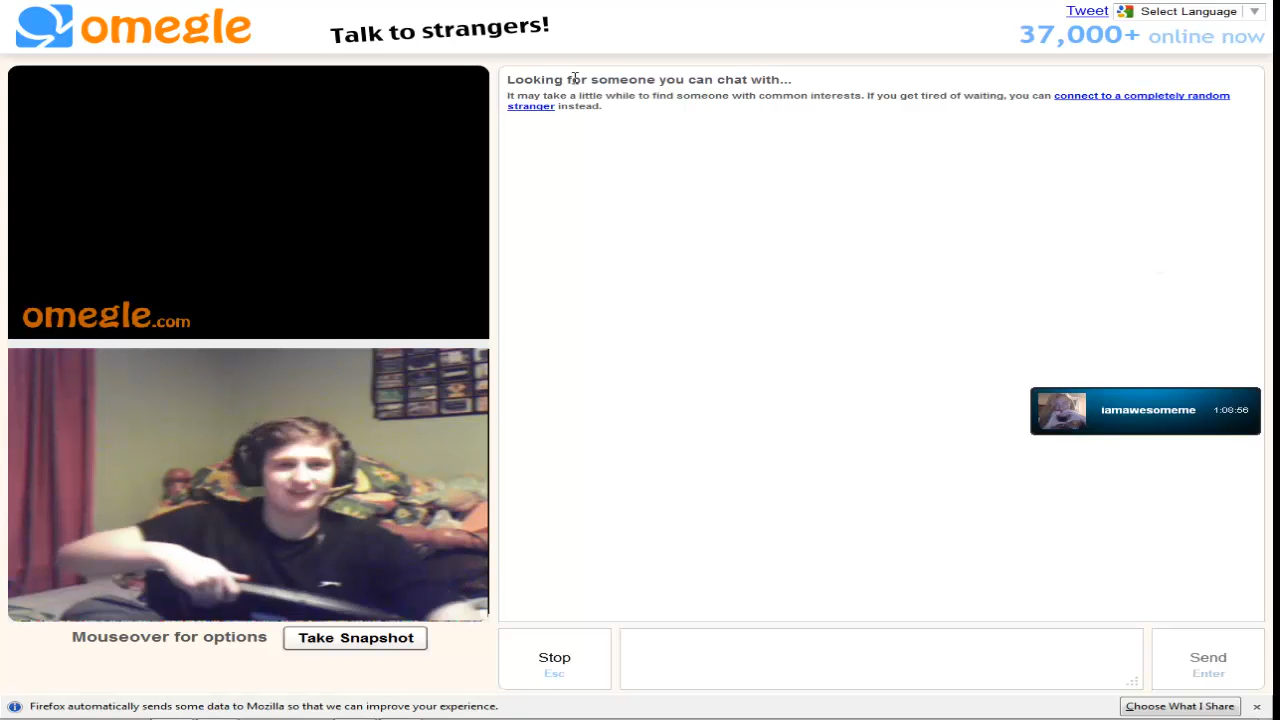 omegle
Talk to strangers!
Tweet
Select Language
37,000+ online now
Looking for someone you can chat with...
It may take a little while to find someone with common interests. If you get tired of waiting, you can connect to a completely random
stranger instead.
omegle.com
iamawesomeme 1:08:56
Mouseover for options
Take Snapshot
Stop
Esc
Send
Enter
Firefox automatically sends some data to Mozilla so that we can improve your experience.
Choose What I Share